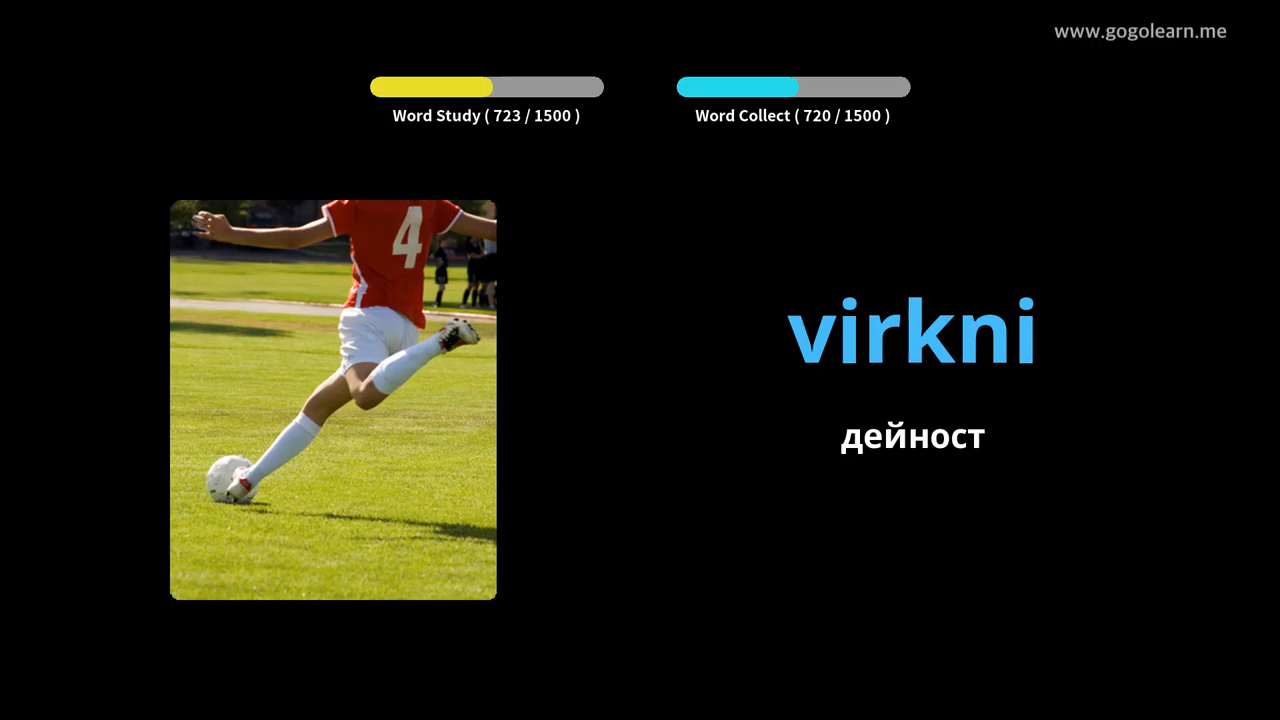 www.gogolearn.me
Word Study ( 723 / 1500 )
Word Collect ( 720 / 1500 )
4
virkni
дейност